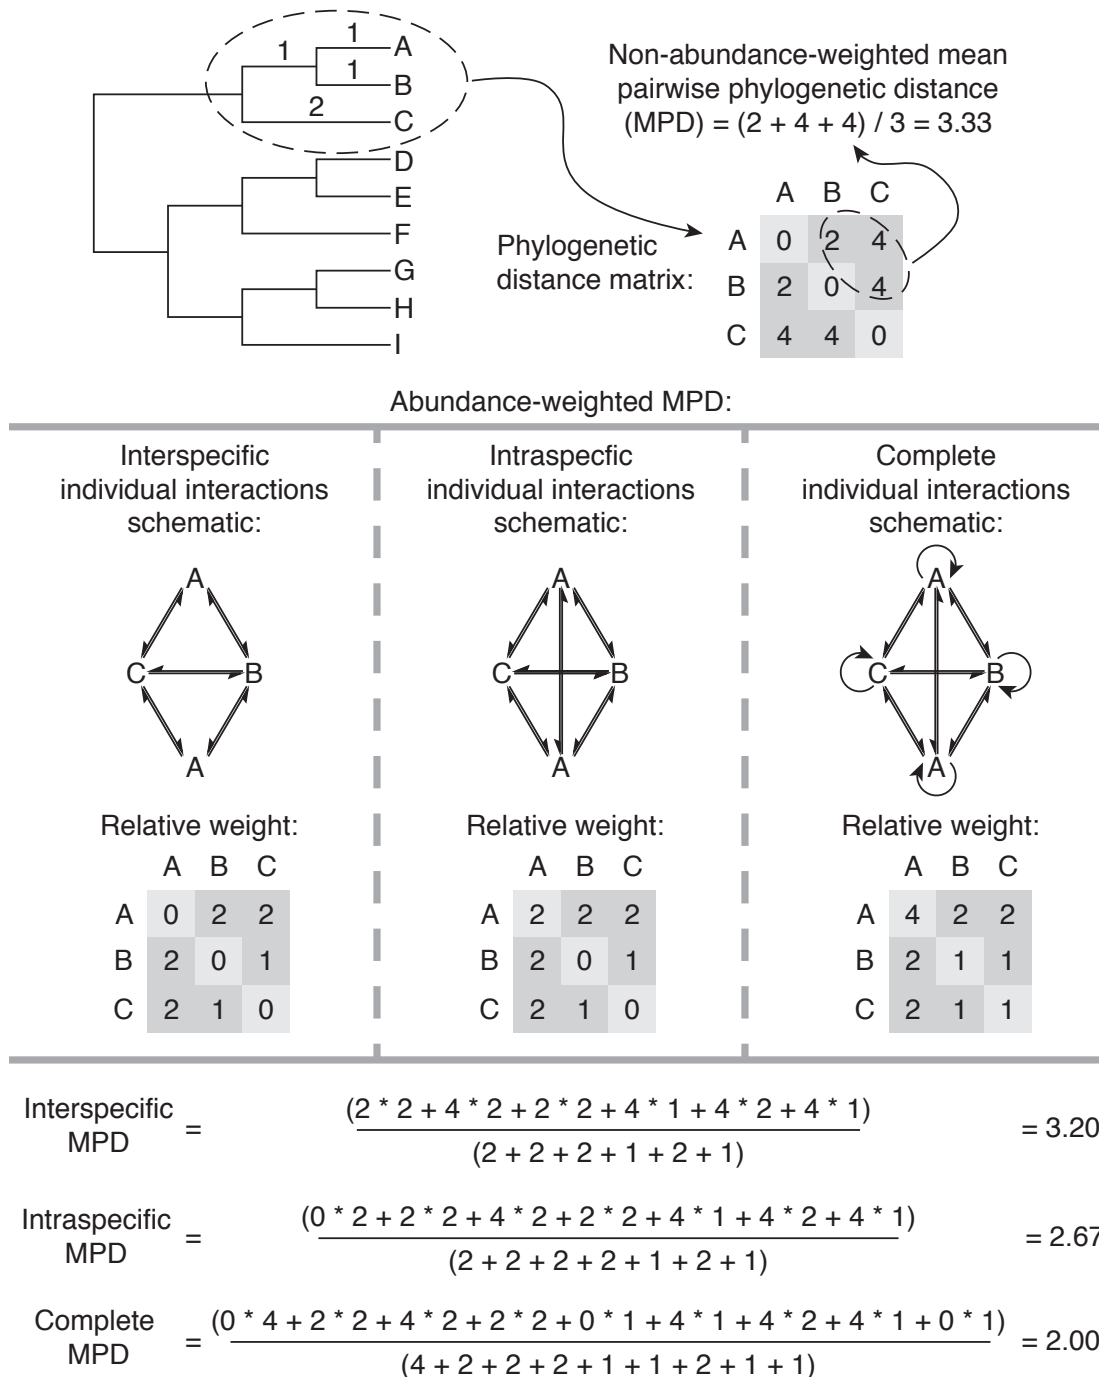 1
1
A
1
B
2
C
D
E
F
G
H
I
Non-abundance-weighted mean
pairwise phylogenetic distance
(MPD) = (2 + 4 + 4) / 3 = 3.33
Phylogenetic
distance matrix:
A B C
A 0 2 4
B 2 0 4
C 4 4 0
Abundance-weighted MPD:
Interspecific
individual interactions
schematic:
A
C B
A
Relative weight:
A B C
A 0 2 2
B 2 0 1
C 2 1 0
Intraspecfic
individual interactions
schematic:
A
C B
A
Relative weight:
A B C
A 2 2 2
B 2 0 1
C 2 1 0
Complete
individual interactions
schematic:
A
C B
A
Relative weight:
A B C
A 4 2 2
B 2 1 1
C 2 1 1
Interspecific
MPD
=
(2 * 2 + 4 * 2 + 2 * 2 + 4 * 1 + 4 * 2 + 4 * 1)
(2 + 2 + 2 + 1 + 2 + 1)
= 3.20
Intraspecific
MPD
=
(0 * 2 + 2 * 2 + 4 * 2 + 2 * 2 + 4 * 1 + 4 * 2 + 4 * 1)
(2 + 2 + 2 + 2 + 1 + 2 + 1)
= 2.67
Complete
MPD
=
(0 * 4 + 2 * 2 + 4 * 2 + 2 * 2 + 0 * 1 + 4 * 1 + 4 * 2 + 4 * 1 + 0 * 1)
(4 + 2 + 2 + 2 + 1 + 1 + 2 + 1 + 1)
= 2.00